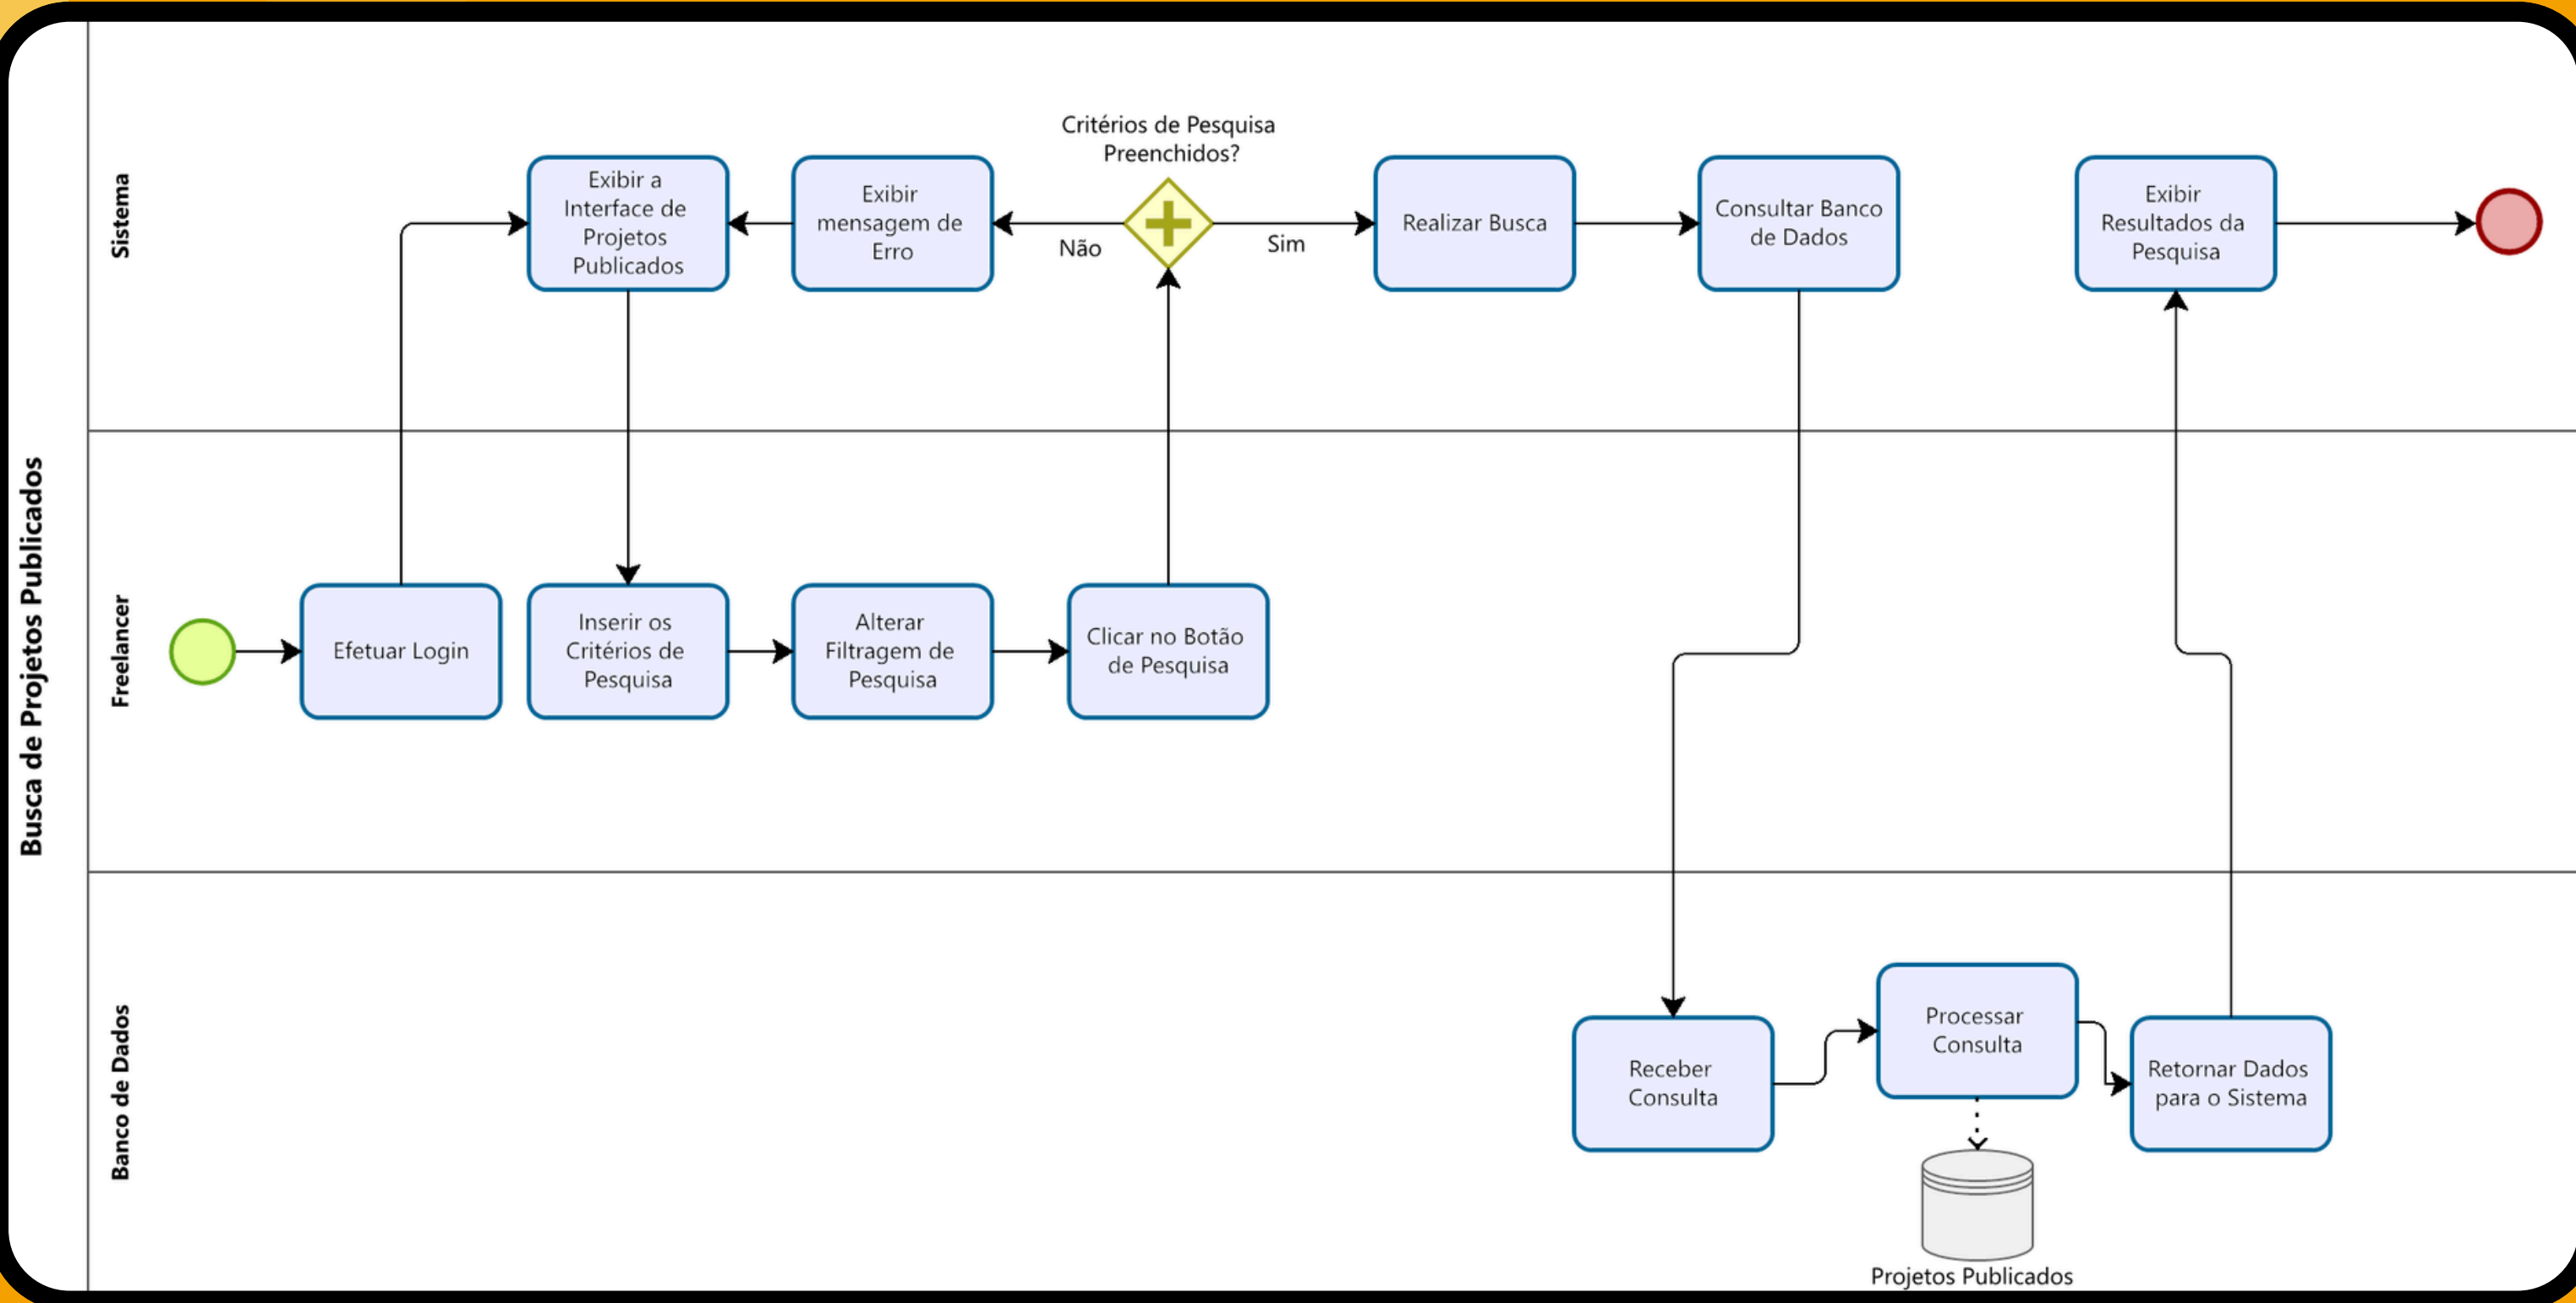 Busca de Projetos Publicados
Sistema
Critérios de Pesquisa
Preenchidos?
Exibir a
Interface de
Projetos
Publicados
Exibir
mensagem de
Erro
Não
Sim
Realizar Busca
Consultar Banco
de Dados
Exibir
Resultados da
Pesquisa
Freelancer
Efetuar Login
Inserir os
Critérios de
Pesquisa
Alterar
Filtragem de
Pesquisa
Clicar no Botão
de Pesquisa
Banco de Dados
Receber
Consulta
Processar
Consulta
Retornar Dados
para o Sistema
Projetos Publicados